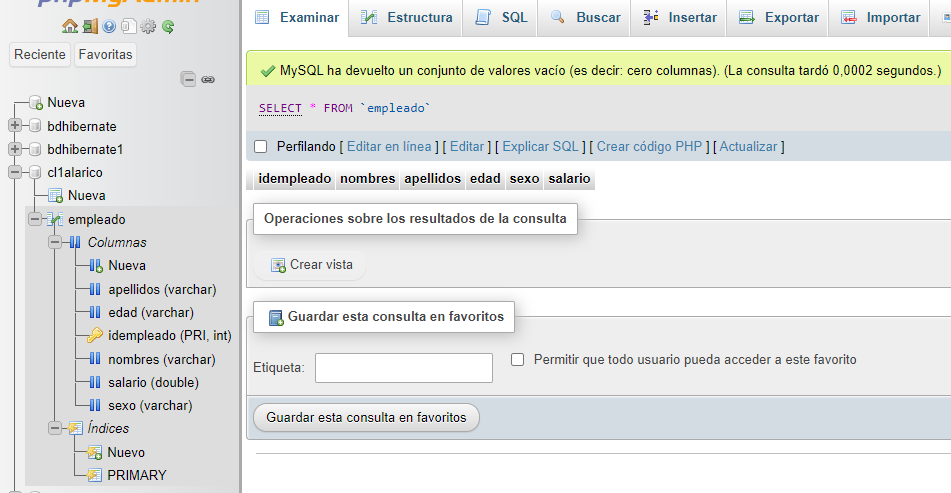 phpMyAdmin
Reciente Favoritas
Nueva
bdhibernate
bdhibernate1
cl1alarico
Nueva
empleado
Columnas
Nueva
apellidos (varchar)
edad (varchar)
idempleado (PRI, int)
nombres (varchar)
salario (double)
sexo (varchar)
Índices
Nuevo
PRIMARY
Examinar Estructura SQL Buscar Insertar Exportar Importar
MySQL ha devuelto un conjunto de valores vacío (es decir: cero columnas). (La consulta tardó 0,0002 segundos.)
SELECT * FROM `empleado`
Perfilando [ Editar en línea ] [ Editar ] [ Explicar SQL ] [ Crear código PHP ] [ Actualizar ]
idempleado nombres apellidos edad sexo salario
Operaciones sobre los resultados de la consulta
Crear vista
Guardar esta consulta en favoritos
Etiqueta: Permitir que todo usuario pueda acceder a este favorito
Guardar esta consulta en favoritos